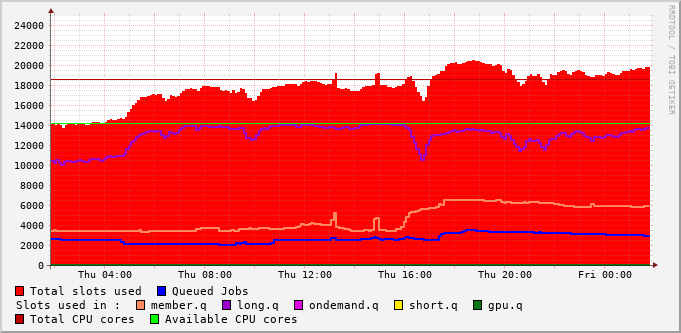 RRDTOOL / TOBI OETIKER
24000
22000
20000
18000
16000
14000
12000
10000
8000
6000
4000
2000
0
Thu 04:00 Thu 08:00 Thu 12:00 Thu 16:00 Thu 20:00 Fri 00:00
Total slots used Queued Jobs
Slots used in : member.q long.q ondemand.q short.q gpu.q
Total CPU cores Available CPU cores